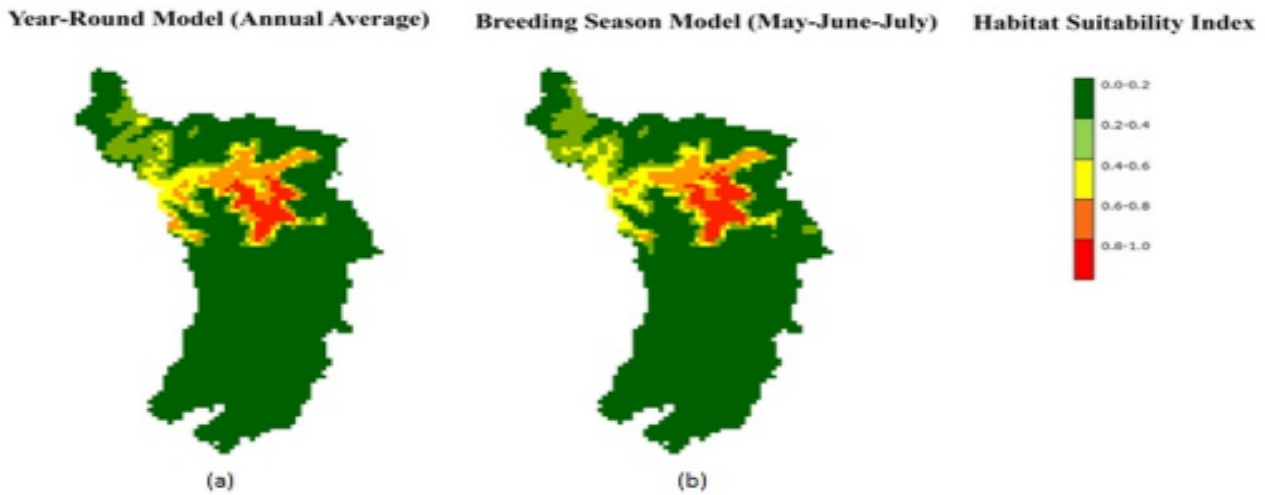 Year-Round Model (Annual Average)
Breeding Season Model (May-June-July)
Habitat Suitability Index
0.0-0.2
0.2-0.4
0.4-0.6
0.6-0.8
0.8-1.0
(a)
(b)